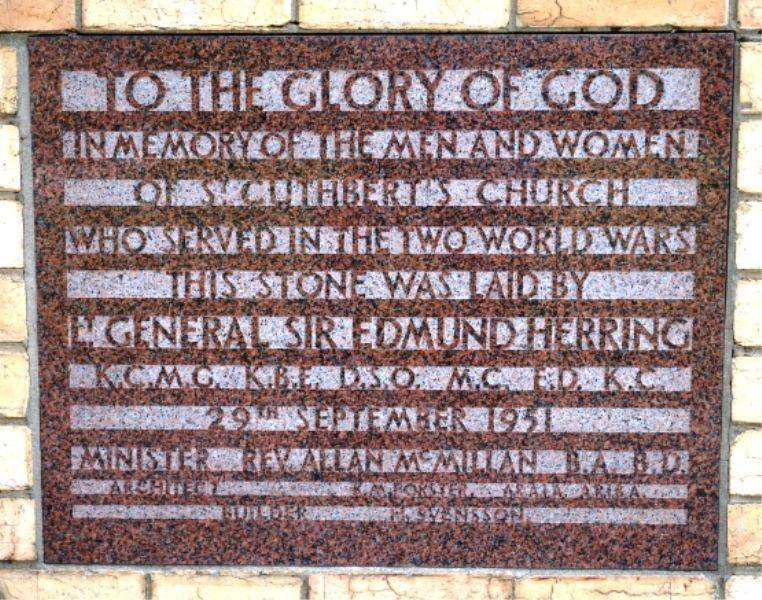 TO THE GLORY OF GOD
IN MEMORY OF THE MEN AND WOMEN
OF ST CUTHBERT'S CHURCH
WHO SERVED IN THE TWO WORLD WARS
THIS STONE WAS LAID BY
LT GENERAL SIR EDMUND HERRING
K.C.M.G. K.B.E. D.S.O. M.C. E.D. K.C.
29TH SEPTEMBER 1951
MINISTER REV. ALLAN McMILLAN B.A. B.D.
ARCHITECT A.R.A.I.A. A.R.I.B.A.
BUILDER H. SVENSSON